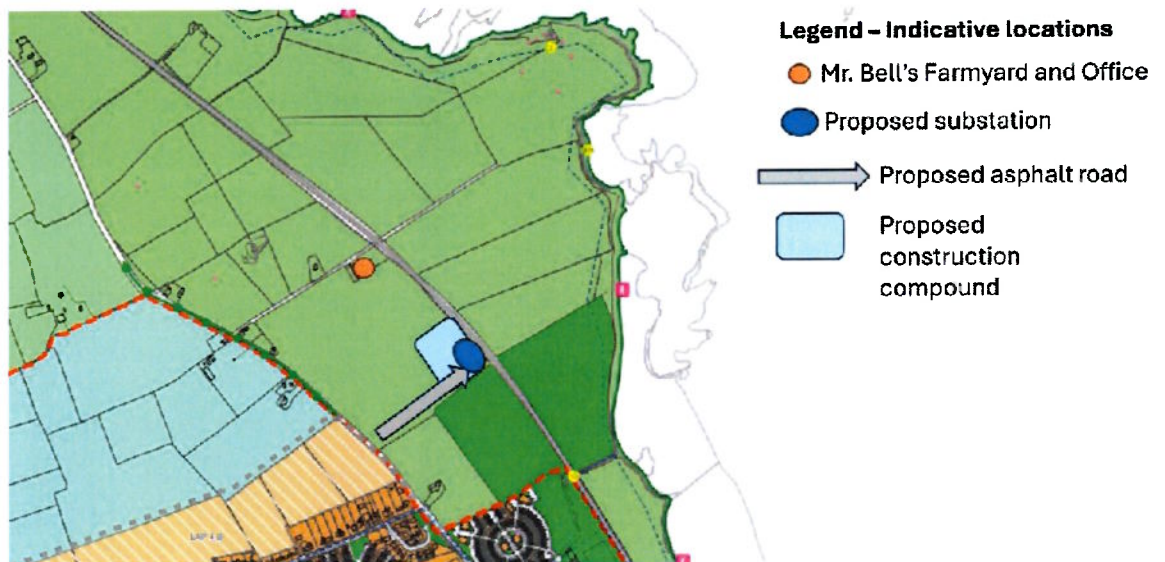 Legend – Indicative locations
Mr. Bell's Farmyard and Office
Proposed substation
Proposed asphalt road
Proposed
construction
compound